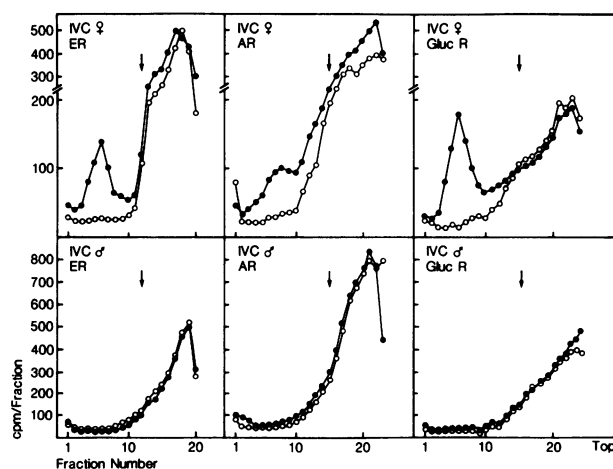 IVC ♀
ER
IVC ♀
AR
IVC ♀
Gluc R
500
400
300
200
100
IVC ♂
ER
IVC ♂
AR
IVC ♂
Gluc R
800
700
600
500
400
300
200
100
cpm/Fraction
1 10 20 1 10 20 1 10 20 Top
Fraction Number